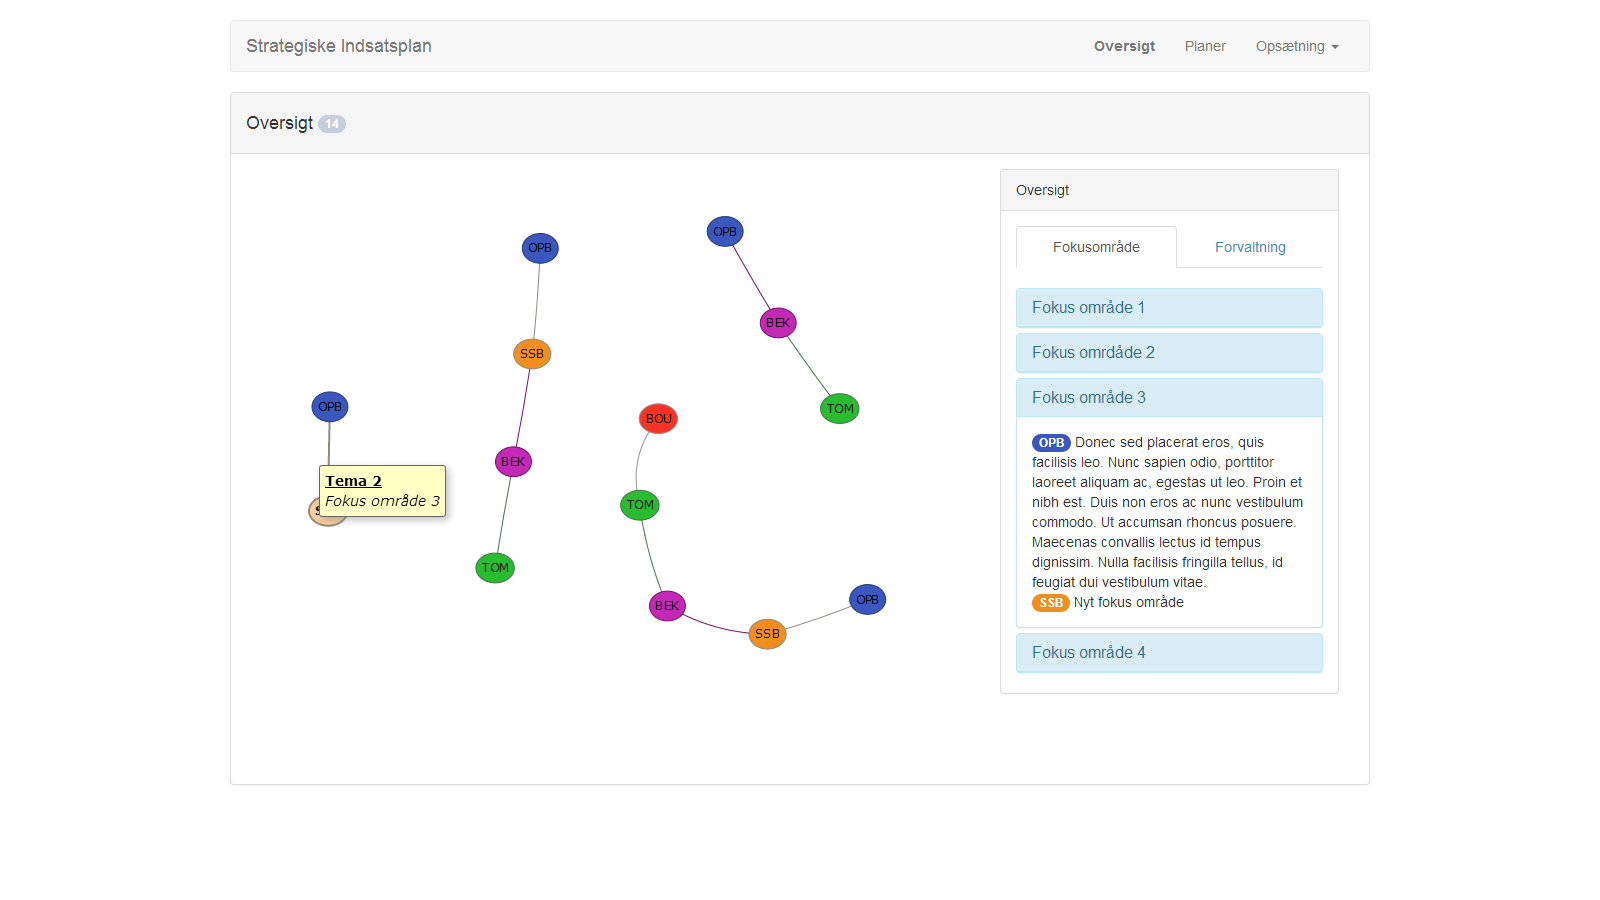 Strategiske Indsatsplan
Oversigt
Planer
Opsætning
Oversigt 14
OPB
SSB
BEK
TOM
OPB
BEK
TOM
OPB
Tema 2
Fokus område 3
BOU
TOM
BEK
SSB
OPB
Oversigt
Fokusområde
Forvaltning
Fokus område 1
Fokus omrdåde 2
Fokus område 3
OPB Donec sed placerat eros, quis
facilisis leo. Nunc sapien odio, porttitor
laoreet aliquam ac, egestas ut leo. Proin et
nibh est. Duis non eros ac nunc vestibulum
commodo. Ut accumsan rhoncus posuere.
Maecenas convallis lectus id tempus
dignissim. Nulla facilisis fringilla tellus, id
feugiat dui vestibulum vitae.
SSB Nyt fokus område
Fokus område 4